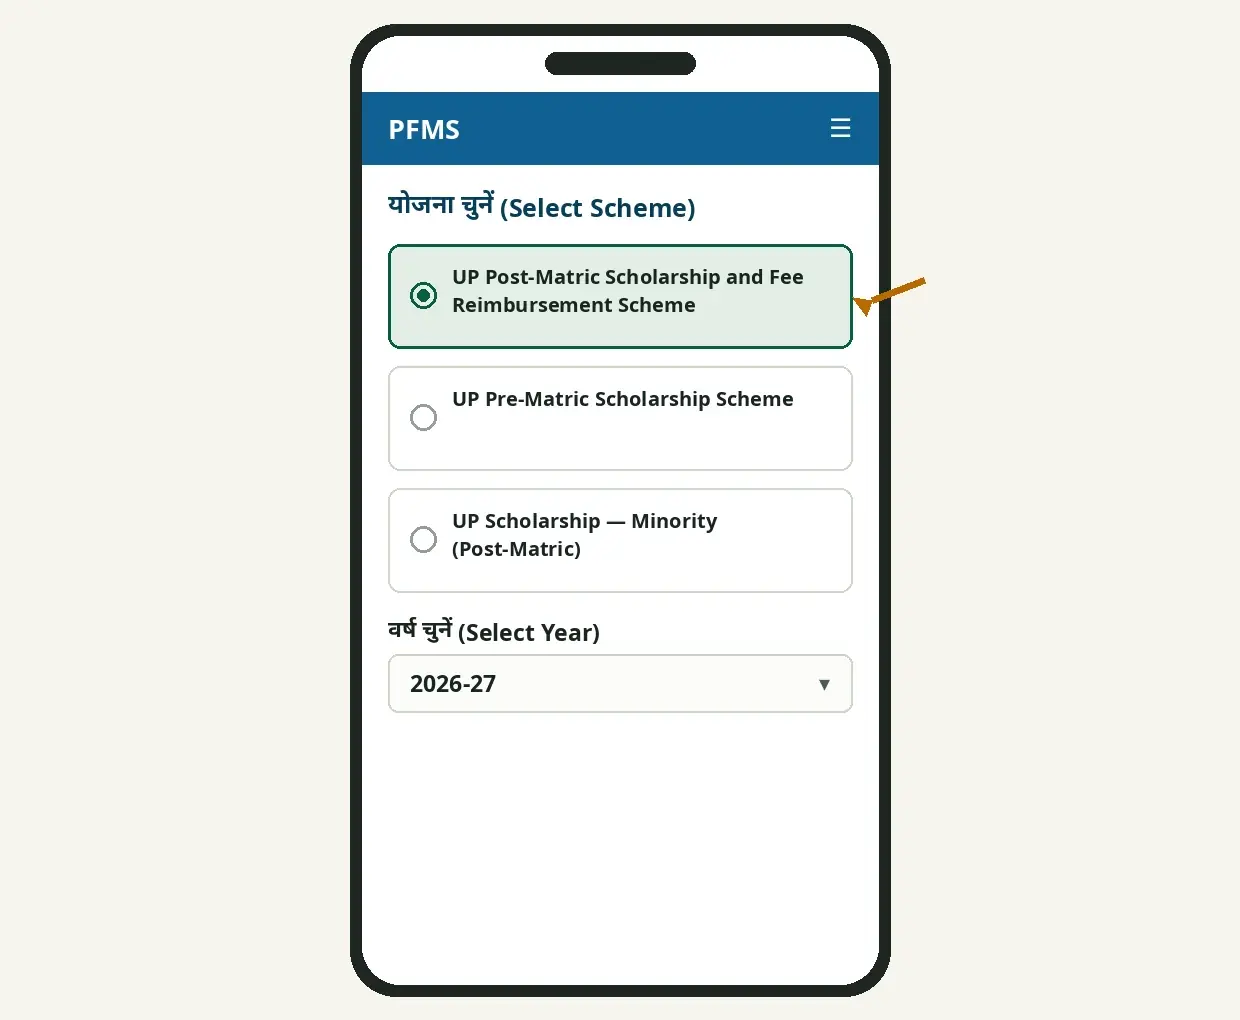 PFMS ☰
योजना चुनें (Select Scheme)
UP Post-Matric Scholarship and Fee
Reimbursement Scheme
UP Pre-Matric Scholarship Scheme
UP Scholarship — Minority
(Post-Matric)
वर्ष चुनें (Select Year)
2026-27 ▼